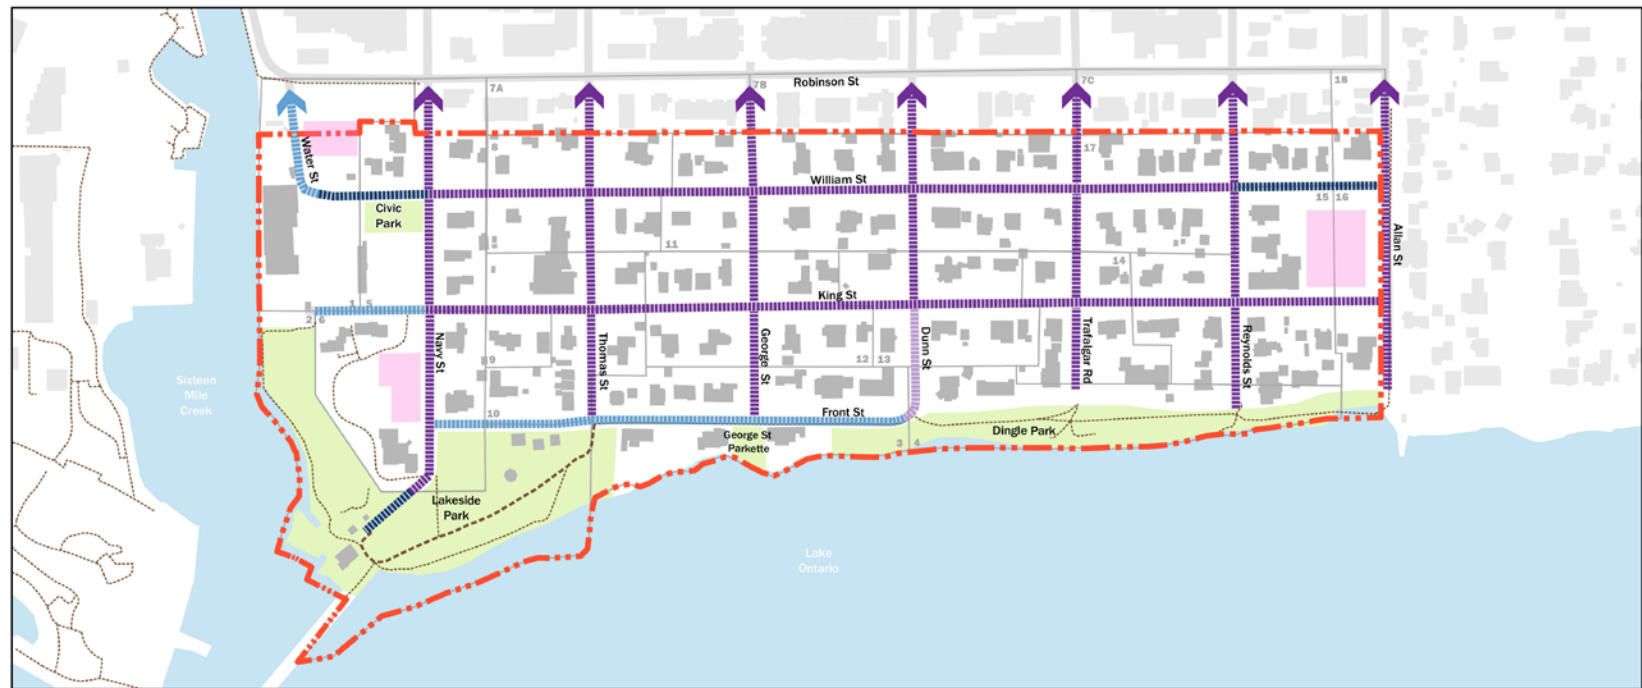 Robinson St
7A
7B
7C
18
Water St
8
17
William St
Civic
Park
15 16
11
Allan St
14
King St
1 5
2 6
Navy St
Thomas St
George St
Dunn St
Trafalgar Rd
Reynolds St
9
12 13
Sixteen
Mile
Creek
10
Front St
George St
Parkette
3 4
Dingle Park
Lakeside
Park
Lake
Ontario